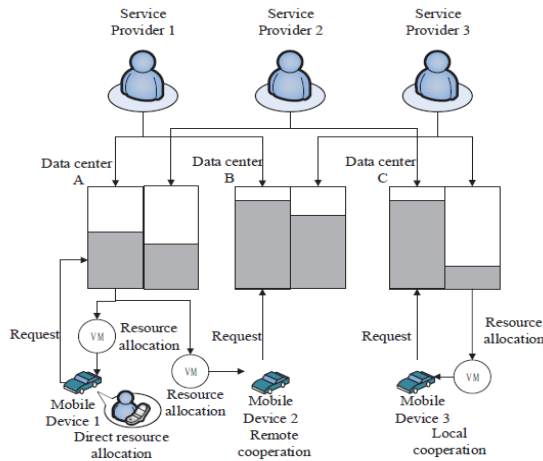 Service
Provider 1
Service
Provider 2
Service
Provider 3
Data center
A
Data center
B
Data center
C
Request
VM
Resource
allocation
VM
Resource
allocation
Request
Request
Resource
allocation
VM
Mobile
Device 1
Direct resource
allocation
Mobile
Device 2
Remote
cooperation
Mobile
Device 3
Local
cooperation